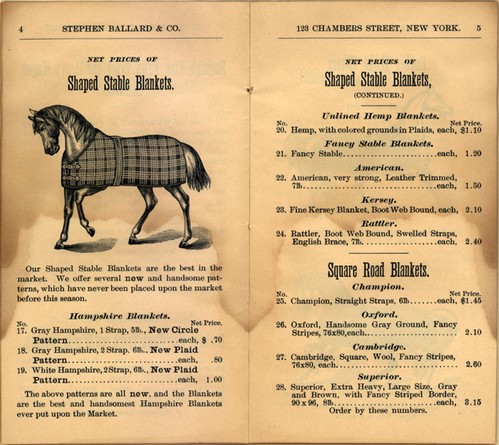 4 STEPHEN BALLARD & CO.
NET PRICES OF
Shaped Stable Blankets.
Our Shaped Stable Blankets are the best in the
market. We offer several new and handsome pat-
terns, which have never been placed upon the market
before this season.
Hampshire Blankets.
No. Net Price.
17. Gray Hampshire, 1 Strap, 5℔., New Circle
Pattern......................................each, $ .70
18. Gray Hampshire, 2 Strap, 6℔., New Plaid
Pattern......................................each, .80
19. White Hampshire, 2 Strap, 6℔., New Plaid
Pattern......................................each, 1.00
The above patterns are all new, and the Blankets
are the best and handsomest Hampshire Blankets
ever put upon the Market.
123 CHAMBERS STREET, NEW YORK. 5
NET PRICES OF
Shaped Stable Blankets,
(CONTINUED.)
Unlined Hemp Blankets.
No. Net Price.
20. Hemp, with colored grounds in Plaids, each, $1.10
Fancy Stable Blankets.
21. Fancy Stable..............................each, 1.20
American.
22. American, very strong, Leather Trimmed,
7℔......................................each, 1.50
Kersey.
23. Fine Kersey Blanket, Boot Web Bound, each, 2.10
Rattler.
24. Rattler, Boot Web Bound, Swelled Straps,
English Brace, 7℔.........................each, 2.40
Square Road Blankets.
Champion.
No. Net Price.
25. Champion, Straight Straps, 6℔..........each, $1.45
Oxford.
26. Oxford, Handsome Gray Ground, Fancy
Stripes, 76x80, each......................... 2.10
Cambridge.
27. Cambridge, Square, Wool, Fancy Stripes,
76x80, each................................ 2.60
Superior.
28. Superior, Extra Heavy, Large Size, Gray
and Brown, with Fancy Striped Border,
90 x 96, 8℔............................each, 3.15
Order by these numbers.